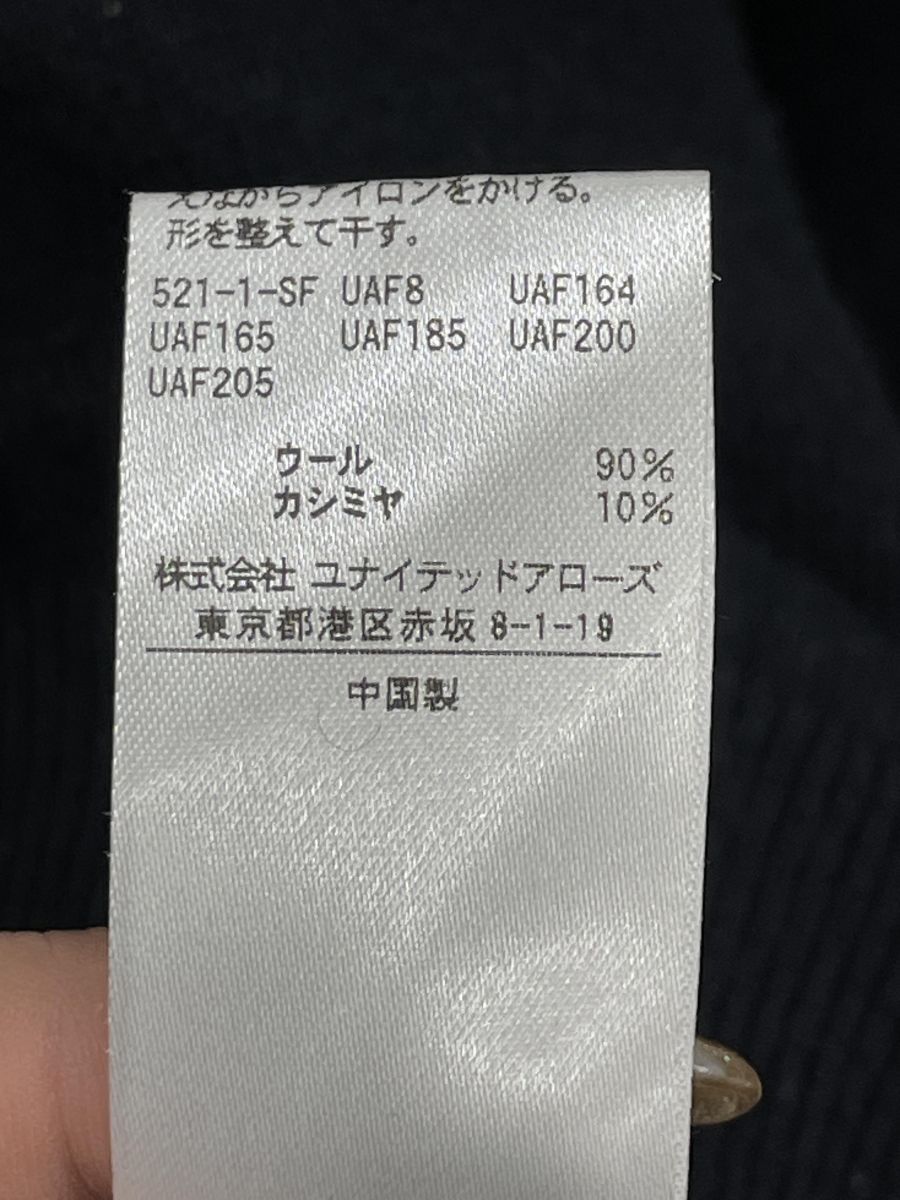 えながらアイロンをかける。
形を整えて干す。
521-1-SF UAF8 UAF164
UAF165 UAF185 UAF200
UAF205
ウール 90%
カシミヤ 10%
株式会社 ユナイテッドアローズ
東京都港区赤坂 8-1-19
中国製